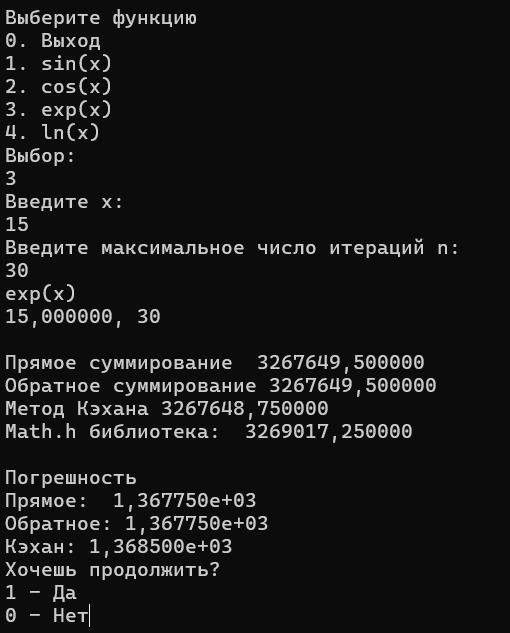 Выберите функцию
0. Выход
1. sin(x)
2. cos(x)
3. exp(x)
4. ln(x)
Выбор:
3
Введите x:
15
Введите максимальное число итераций n:
30
exp(x)
15,000000, 30
Прямое суммирование  3267649,500000
Обратное суммирование 3267649,500000
Метод Кэхана 3267648,750000
Math.h библиотека:  3269017,250000
Погрешность
Прямое:  1,367750e+03
Обратное: 1,367750e+03
Кэхан: 1,368500e+03
Хочешь продолжить?
1 - Да
0 - Нет